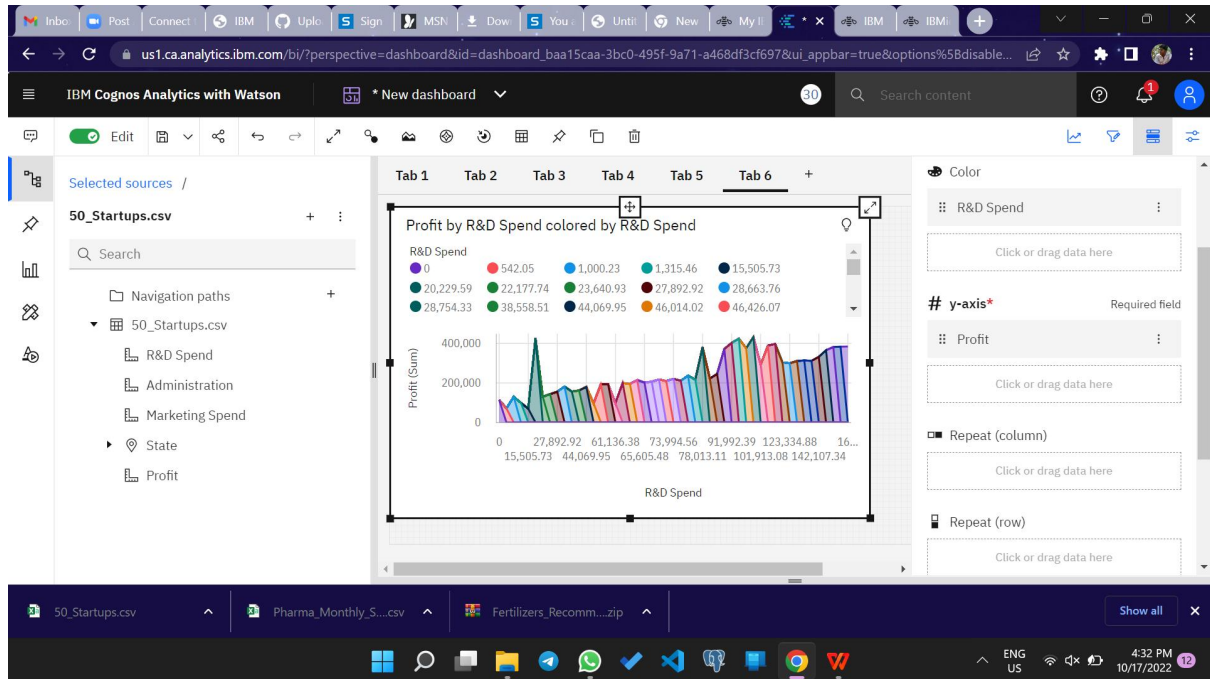 Inbo Post Connect IBM Uplo Sign MSN Dow You a Untit New My I * IBM IBMi
us1.ca.analytics.ibm.com/bi/?perspective=dashboard&id=dashboard_baa15caa-3bc0-495f-9a71-a468df3cf697&ui_appbar=true&options%5Bdisable...
IBM Cognos Analytics with Watson * New dashboard 30 Search content 1
Edit
Selected sources /
50_Startups.csv
Search
Navigation paths
50_Startups.csv
R&D Spend
Administration
Marketing Spend
State
Profit
Tab 1 Tab 2 Tab 3 Tab 4 Tab 5 Tab 6 +
Profit by R&D Spend colored by R&D Spend
R&D Spend
0 542.05 1,000.23 1,315.46 15,505.73
20,229.59 22,177.74 23,640.93 27,892.92 28,663.76
28,754.33 38,558.51 44,069.95 46,014.02 46,426.07
Profit (Sum)
400,000
200,000
0
0 27,892.92 61,136.38 73,994.56 91,992.39 123,334.88 16...
15,505.73 44,069.95 65,605.48 78,013.11 101,913.08 142,107.34
R&D Spend
Color
R&D Spend
Click or drag data here
# y-axis* Required field
Profit
Click or drag data here
Repeat (column)
Click or drag data here
Repeat (row)
Click or drag data here
50_Startups.csv Pharma_Monthly_S....csv Fertilizers_Recomm....zip Show all
ENG
US
4:32 PM
10/17/2022
12